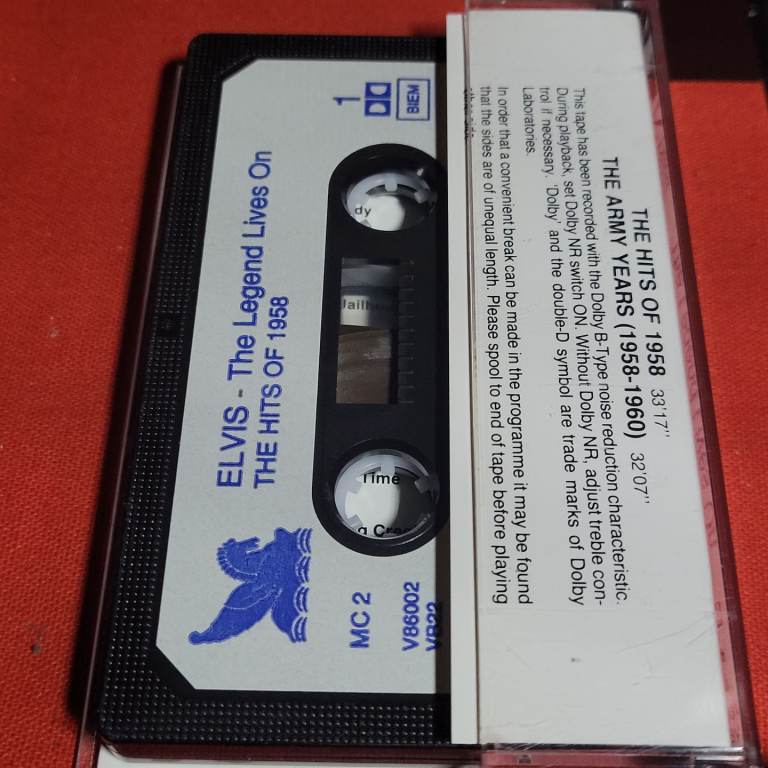 ELVIS - The Legend Lives On
THE HITS OF 1958
1
BIEM
dy
Time
MC 2
V86002
THE HITS OF 1958 33'17''
THE ARMY YEARS (1958-1960) 32'07''
This tape has been recorded with the Dolby B-Type noise reduction characteristic.
During playback, set Dolby NR switch ON. Without Dolby NR, adjust treble con-
trol if necessary. 'Dolby' and the double-D symbol are trade marks of Dolby
Laboratories.
In order that a convenient break can be made in the programme it may be found
that the sides are of unequal length. Please spool to end of tape before playing
other side.